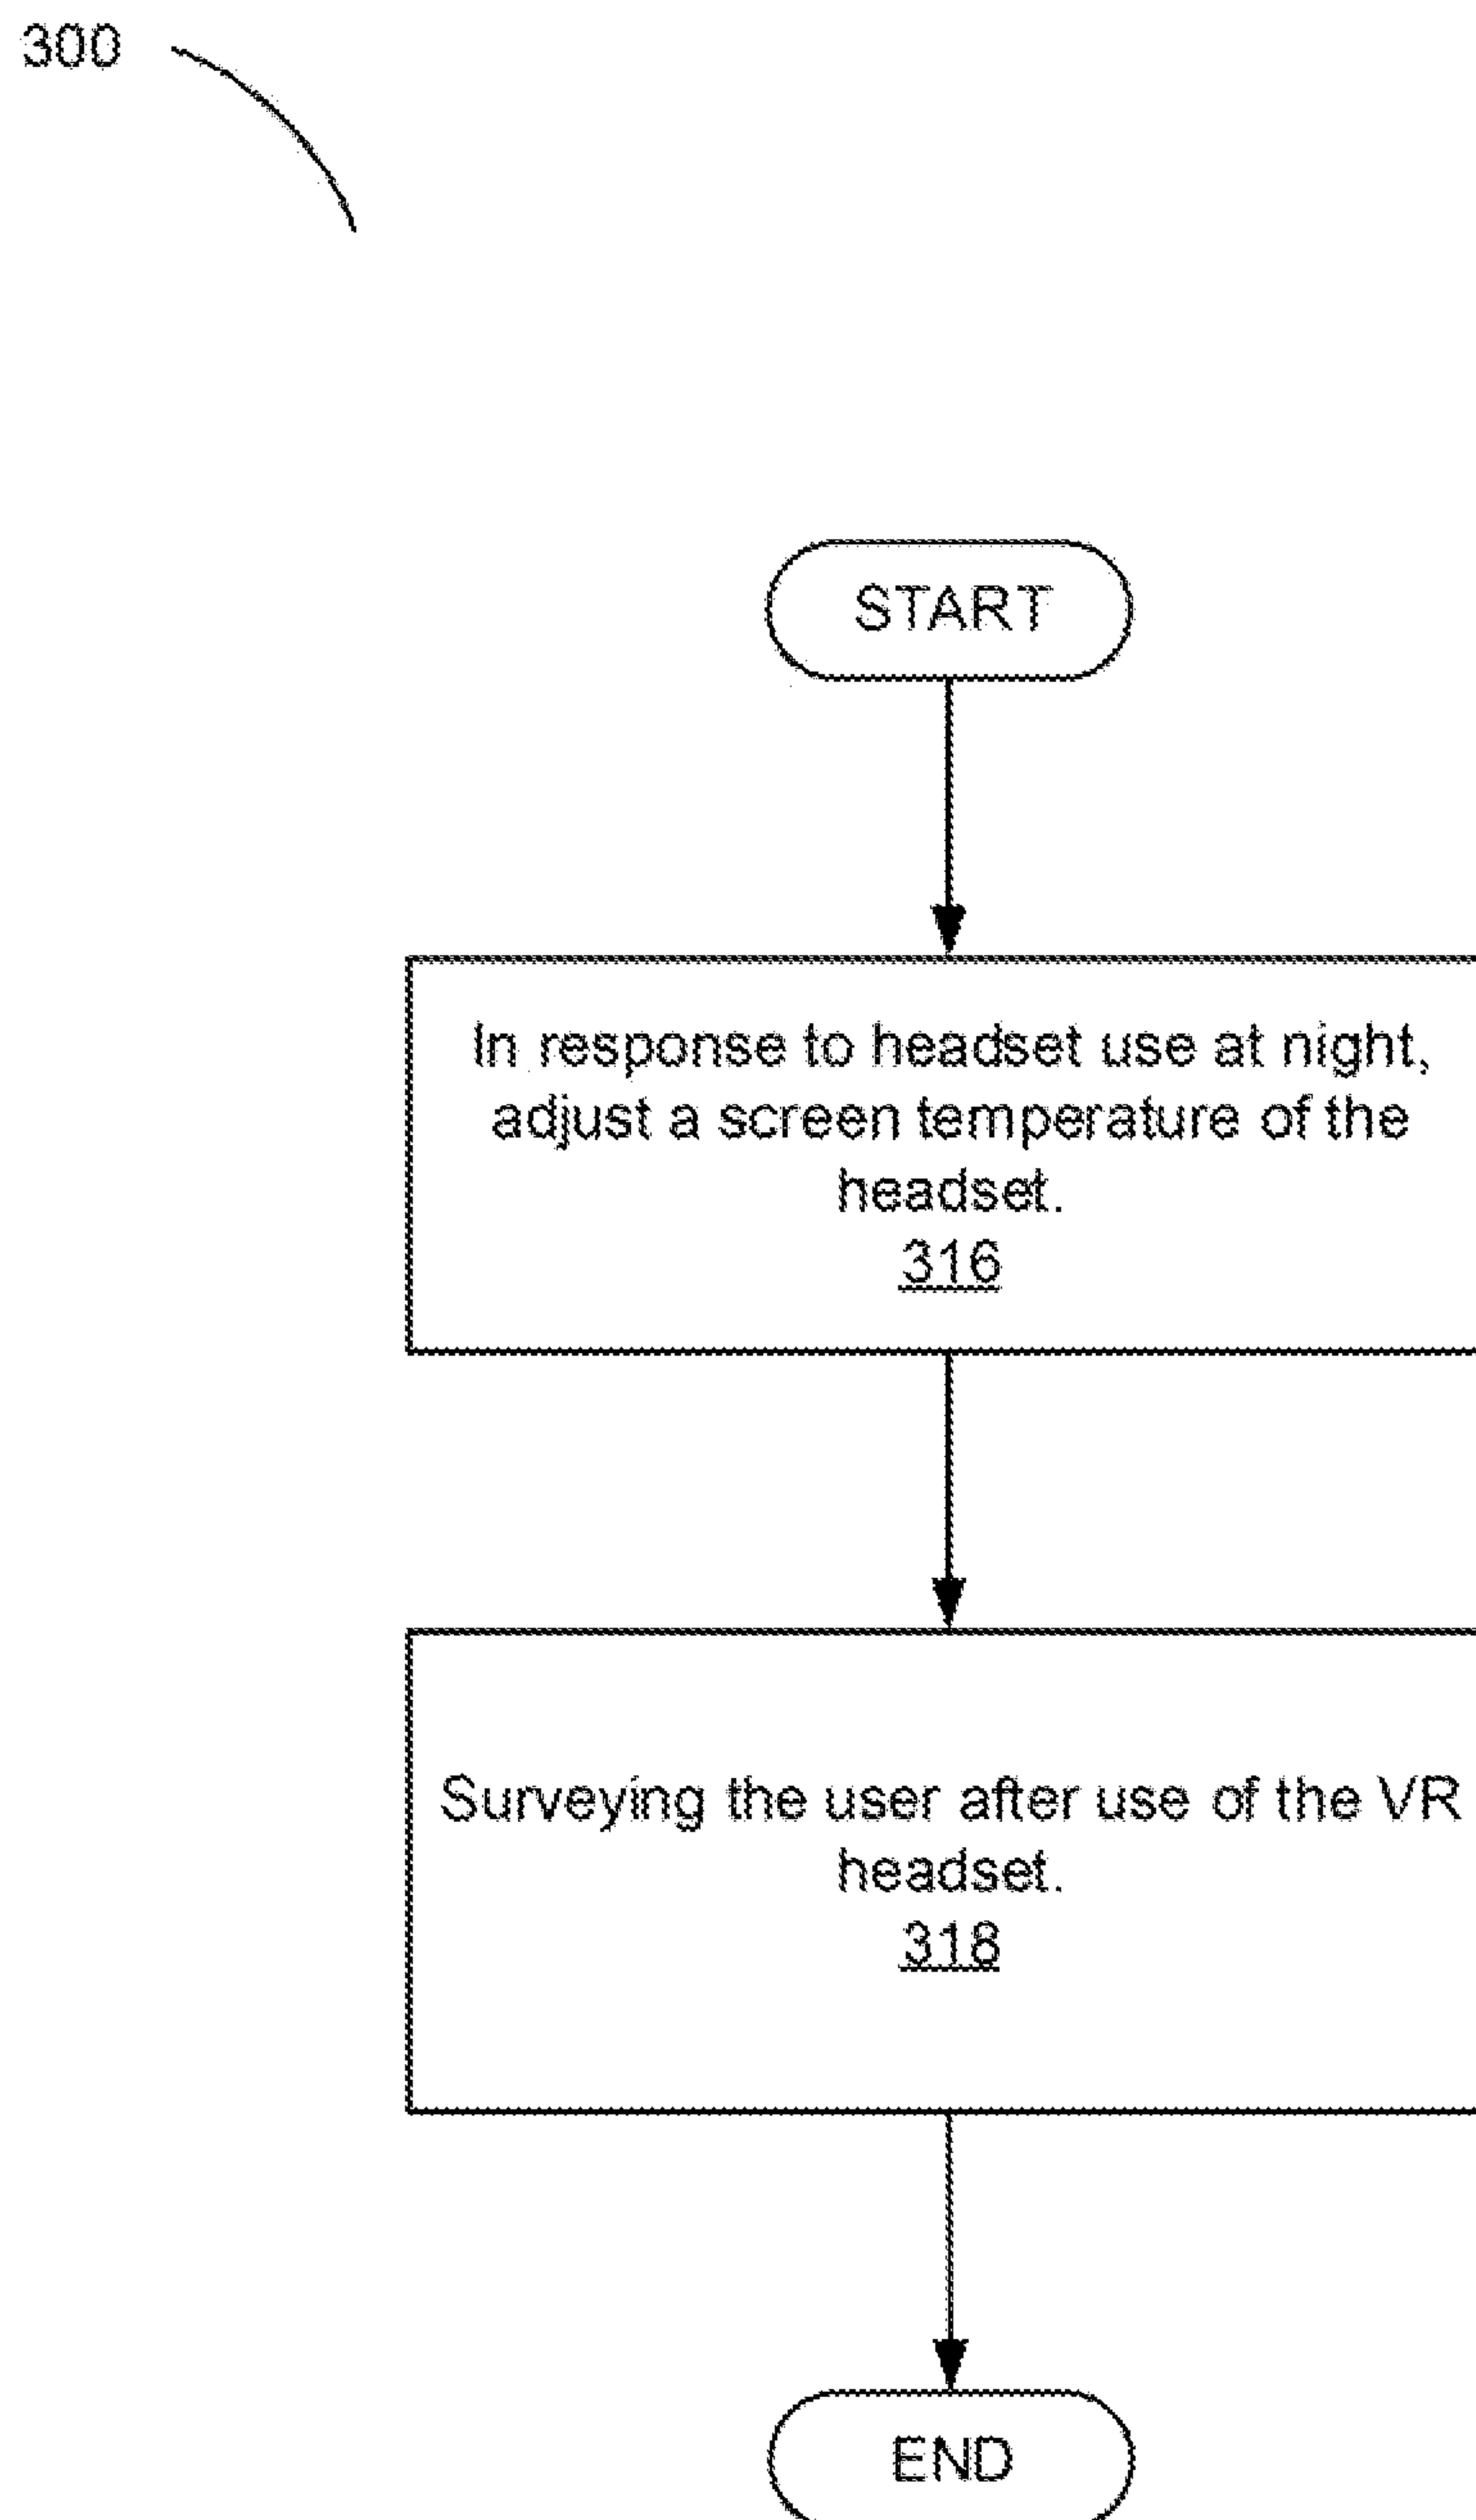 300
START
In response to headset use at night,
adjust a screen temperature of the
headset.
316
Surveying the user after use of the VR
headset.
318
END